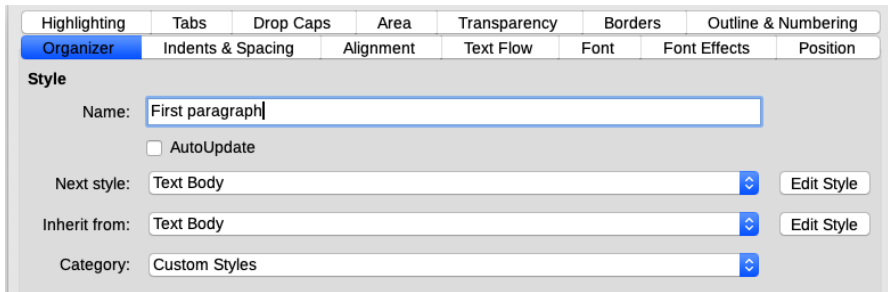 Highlighting Tabs Drop Caps Area Transparency Borders Outline & Numbering
Organizer Indents & Spacing Alignment Text Flow Font Font Effects Position
Style
Name: First paragraph
AutoUpdate
Next style: Text Body Edit Style
Inherit from: Text Body Edit Style
Category: Custom Styles